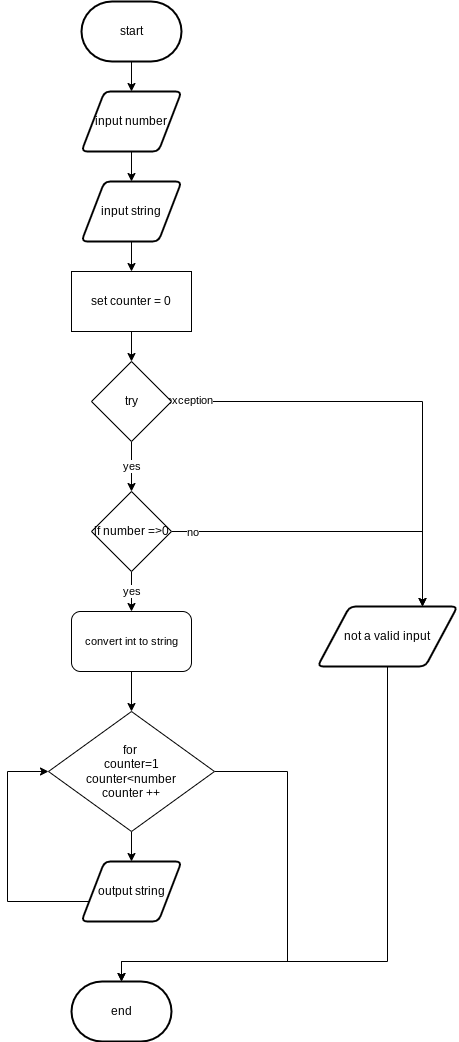 start
input number
input string
set counter = 0
try
exception
yes
If number =>0
no
yes
convert int to string
not a valid input
for
counter=1
counter<number
counter ++
output string
end